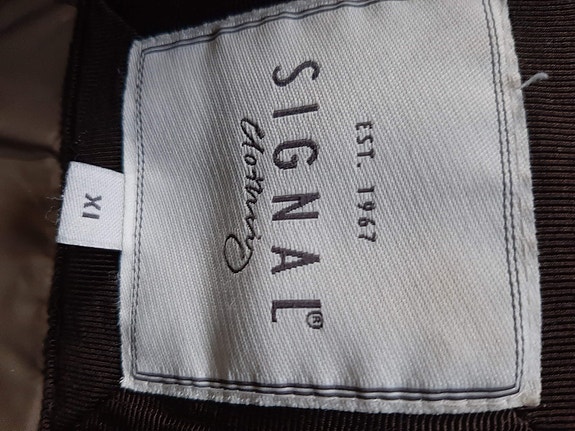 EST. 1967
SIGNAL®
Clothing
XL